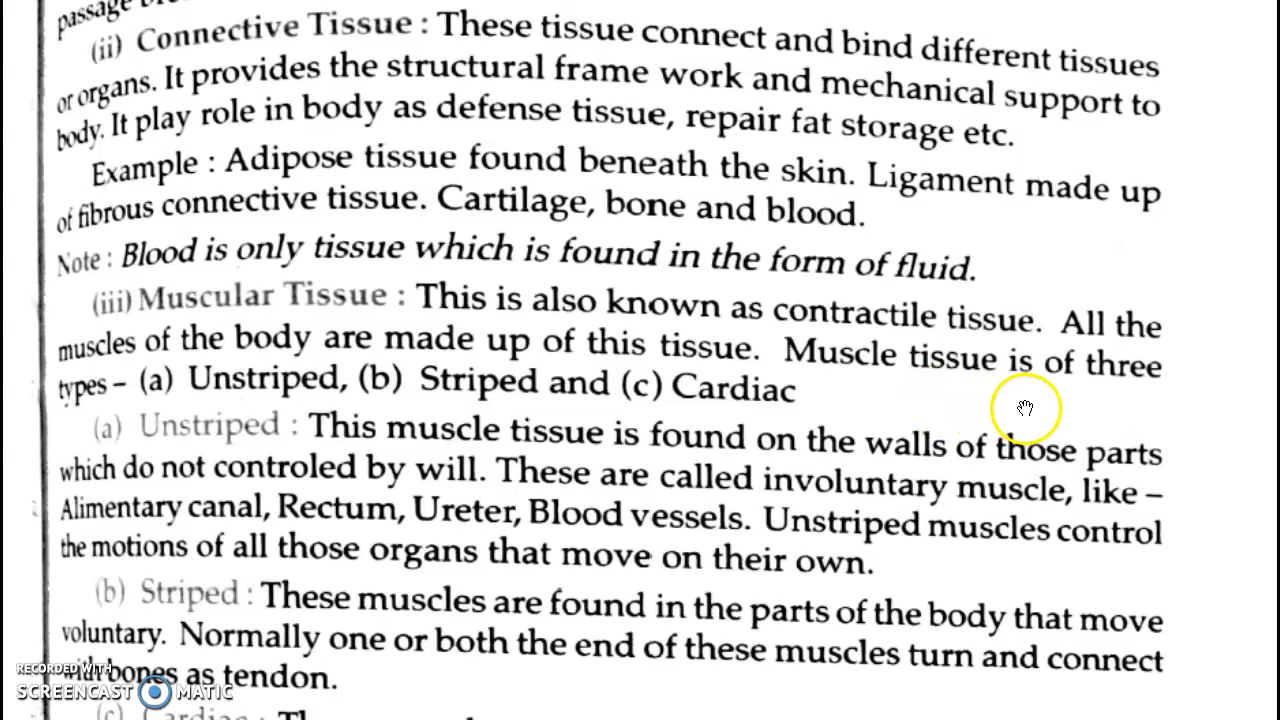 passage
(ii) Connective Tissue : These tissue connect and bind different tissues
or organs. It provides the structural frame work and mechanical support to
body. It play role in body as defense tissue, repair fat storage etc.
Example : Adipose tissue found beneath the skin. Ligament made up
of fibrous connective tissue. Cartilage, bone and blood.
Note : Blood is only tissue which is found in the form of fluid.
(iii) Muscular Tissue : This is also known as contractile tissue. All the
muscles of the body are made up of this tissue. Muscle tissue is of three
types – (a) Unstriped, (b) Striped and (c) Cardiac
(a) Unstriped : This muscle tissue is found on the walls of those parts
which do not controled by will. These are called involuntary muscle, like –
Alimentary canal, Rectum, Ureter, Blood vessels. Unstriped muscles control
the motions of all those organs that move on their own.
(b) Striped : These muscles are found in the parts of the body that move
voluntary. Normally one or both the end of these muscles turn and connect
with bones as tendon.
(c) Cardiac :
RECORDED WITH
SCREENCAST MATIC